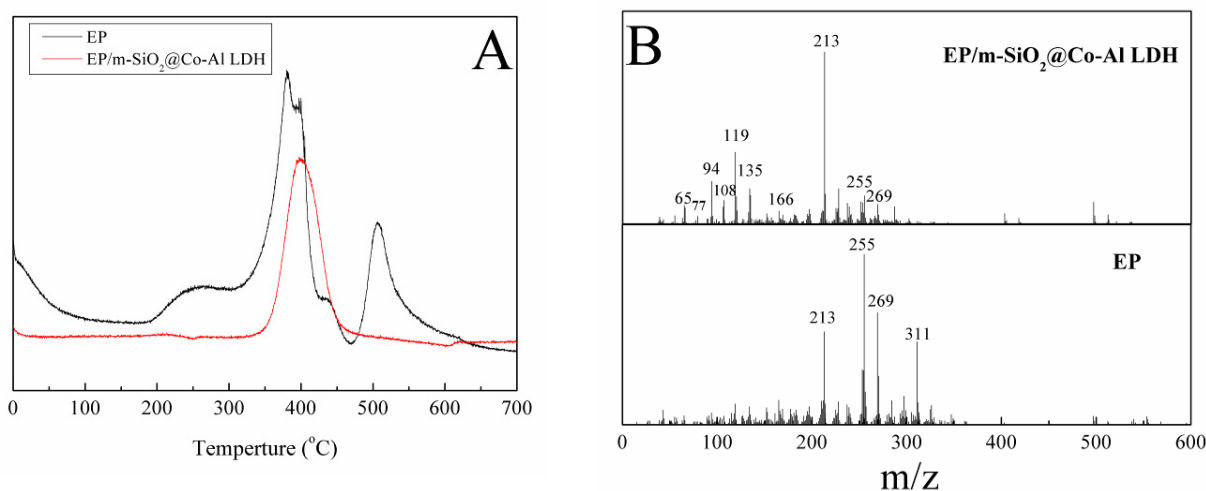 EP
EP/m-SiO₂@Co-Al LDH
A
0 100 200 300 400 500 600 700
Temperture (°C)
B
EP/m-SiO₂@Co-Al LDH
213
119
94
135
65
77
108
166
255
269
EP
255
269
213
311
0 100 200 300 400 500 600
m/z